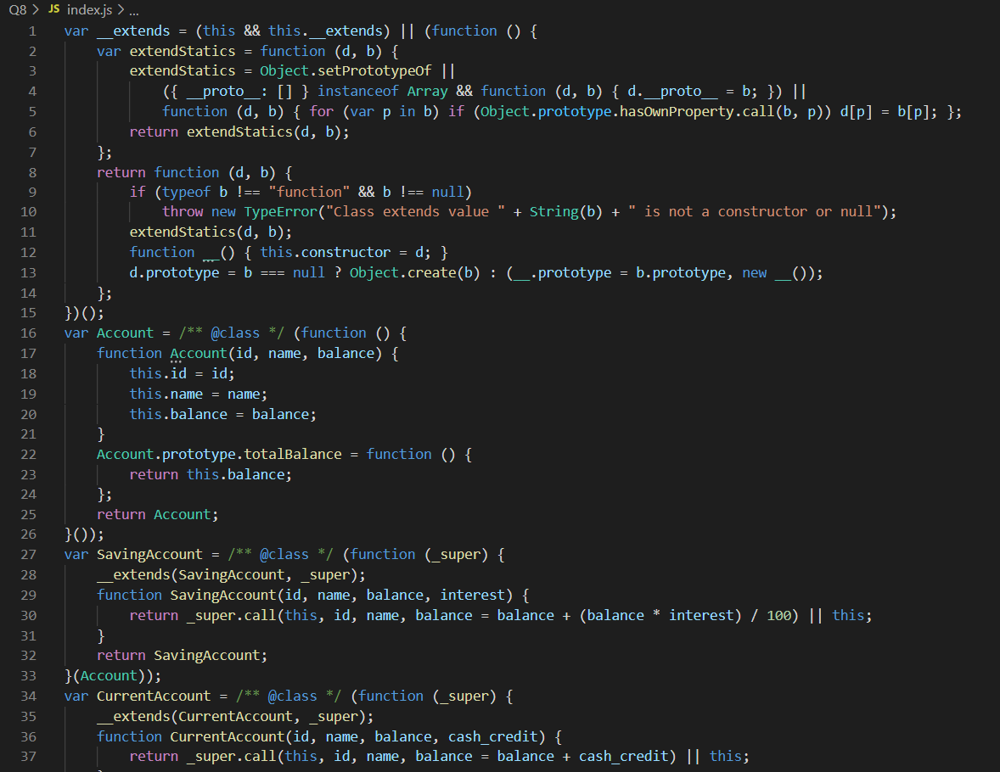 Q8 > JS index.js > ...
1 var __extends = (this && this.__extends) || (function () {
2     var extendStatics = function (d, b) {
3         extendStatics = Object.setPrototypeOf ||
4             ({ __proto__: [] } instanceof Array && function (d, b) { d.__proto__ = b; }) ||
5             function (d, b) { for (var p in b) if (Object.prototype.hasOwnProperty.call(b, p)) d[p] = b[p]; };
6         return extendStatics(d, b);
7     };
8     return function (d, b) {
9         if (typeof b !== "function" && b !== null)
10             throw new TypeError("Class extends value " + String(b) + " is not a constructor or null");
11         extendStatics(d, b);
12         function __() { this.constructor = d; }
13         d.prototype = b === null ? Object.create(b) : (__.prototype = b.prototype, new __());
14     };
15 })();
16 var Account = /** @class */ (function () {
17     function Account(id, name, balance) {
18         this.id = id;
19         this.name = name;
20         this.balance = balance;
21     }
22     Account.prototype.totalBalance = function () {
23         return this.balance;
24     };
25     return Account;
26 }());
27 var SavingAccount = /** @class */ (function (_super) {
28     __extends(SavingAccount, _super);
29     function SavingAccount(id, name, balance, interest) {
30         return _super.call(this, id, name, balance = balance + (balance * interest) / 100) || this;
31     }
32     return SavingAccount;
33 }(Account));
34 var CurrentAccount = /** @class */ (function (_super) {
35     __extends(CurrentAccount, _super);
36     function CurrentAccount(id, name, balance, cash_credit) {
37         return _super.call(this, id, name, balance = balance + cash_credit) || this;